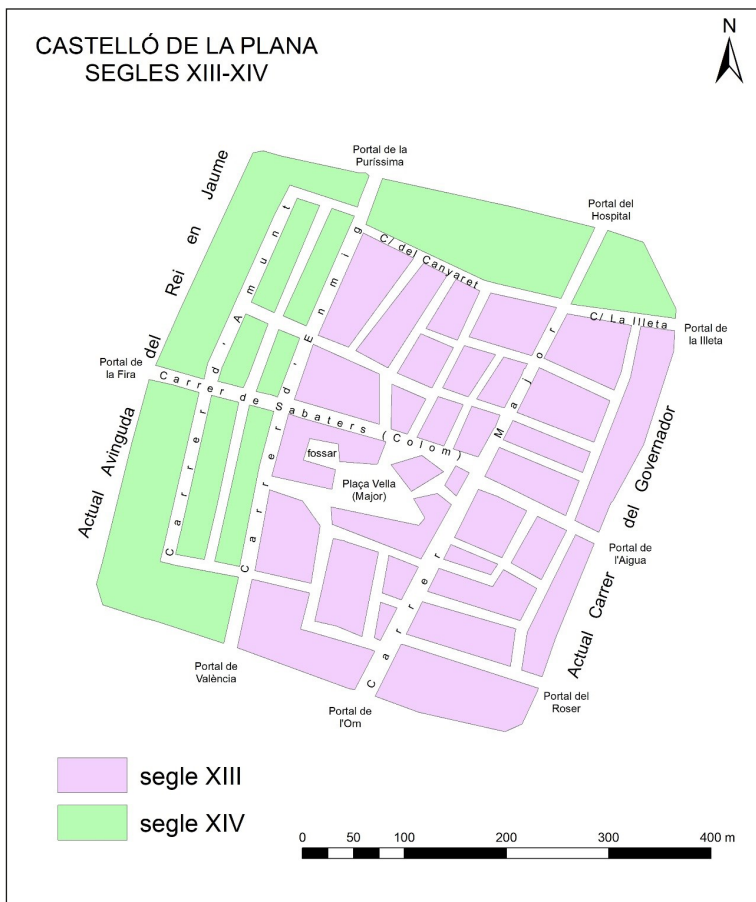 CASTELLÓ DE LA PLANA
SEGLES XIII-XIV
N
Portal de la
Puríssima
Portal del
Hospital
C/ del Canyaret
C/ La Illeta
Portal de
la Illeta
Portal de
la Fira
Actual Avinguda del Rei en Jaume
Carrer d'Amunt
Carrer d'Enmig
Carrer de Sabaters (Colom)
Carrer Major
fossar
Plaça Vella
(Major)
Actual Carrer del Governador
Portal de
l'Aigua
Portal de
València
Portal de
l'Om
Portal del
Roser
segle XIII
segle XIV
0 50 100 200 300 400 m